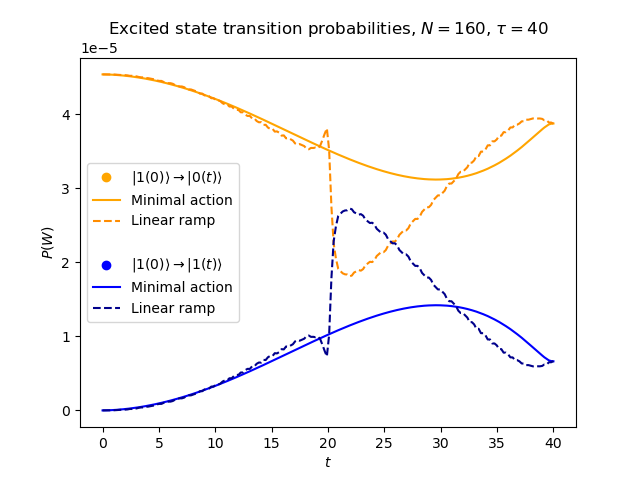 Excited state transition probabilities, $N = 160$, $\tau = 40$
1e−5
4
3
2
1
0
P(W)
|1(0)⟩→|0(t)⟩
Minimal action
Linear ramp
|1(0)⟩→|1(t)⟩
Minimal action
Linear ramp
0 5 10 15 20 25 30 35 40
t